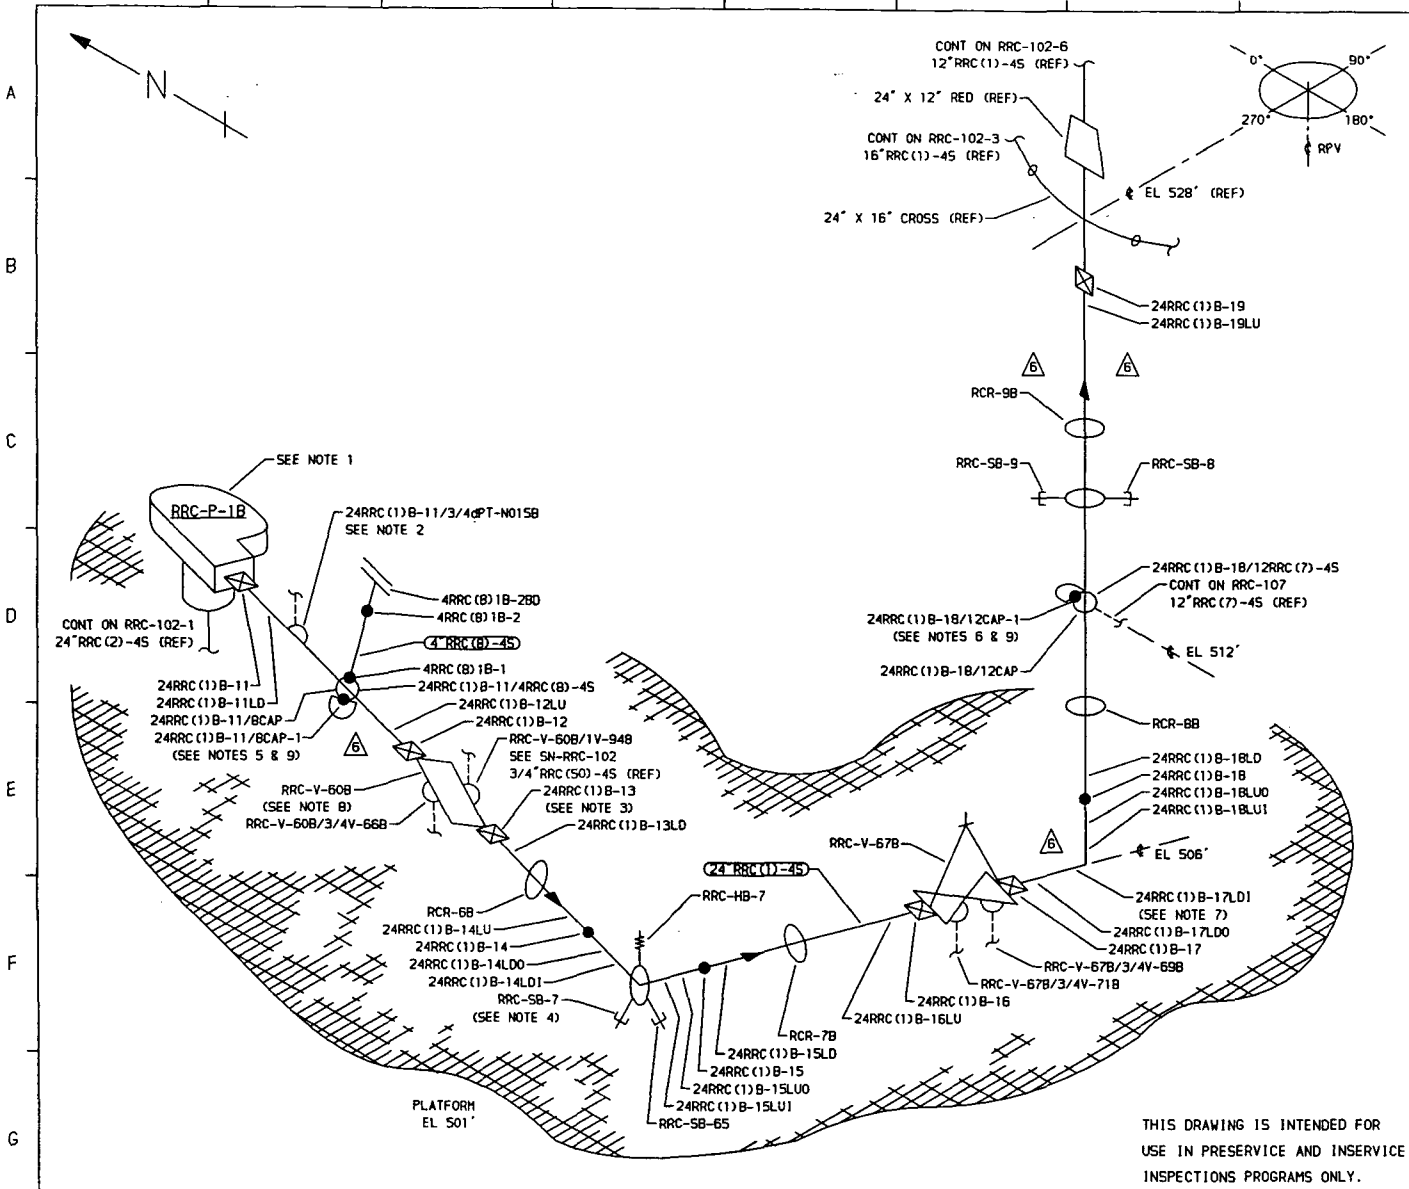 A
B
C
D
E
F
G
N
CONT ON RRC-102-6
12"RRC(1)-4S (REF)
24" X 12" RED (REF)
CONT ON RRC-102-3
16"RRC(1)-4S (REF)
24" X 16" CROSS (REF)
0°
90°
270°
180°
℄ RPV
℄ EL 528' (REF)
24RRC(1)B-19
24RRC(1)B-19LU
6
6
RCR-9B
RRC-SB-9
RRC-SB-8
SEE NOTE 1
RRC-P-1B
24RRC(1)B-11/3/4dPT-N015B
SEE NOTE 2
4RRC(8)1B-2BD
4RRC(8)1B-2
4"RRC(8)-4S
4RRC(8)1B-1
24RRC(1)B-11/4RRC(8)-4S
24RRC(1)B-12LU
24RRC(1)B-12
CONT ON RRC-102-1
24"RRC(2)-4S (REF)
24RRC(1)B-11
24RRC(1)B-11LD
24RRC(1)B-11/8CAP
24RRC(1)B-11/8CAP-1
(SEE NOTES 5 & 9)
6
RRC-V-60B/1V-94B
SEE SN-RRC-102
3/4"RRC(50)-4S (REF)
24RRC(1)B-13
(SEE NOTE 3)
24RRC(1)B-13LD
RRC-V-60B
(SEE NOTE 8)
RRC-V-60B/3/4V-66B
24RRC(1)B-18/12RRC(7)-4S
CONT ON RRC-107
12"RRC(7)-4S (REF)
24RRC(1)B-18/12CAP-1
(SEE NOTES 6 & 9)
24RRC(1)B-18/12CAP
℄ EL 512'
RCR-8B
24RRC(1)B-18LD
24RRC(1)B-18
24RRC(1)B-18LUO
24RRC(1)B-18LUI
RRC-V-67B
6
℄ EL 506'
24"RRC(1)-4S
24RRC(1)B-17LDI
(SEE NOTE 7)
24RRC(1)B-17LDO
24RRC(1)B-17
RRC-V-67B/3/4V-69B
RRC-V-67B/3/4V-71B
24RRC(1)B-16
24RRC(1)B-16LU
RRC-HB-7
RCR-6B
24RRC(1)B-14LU
24RRC(1)B-14
24RRC(1)B-14LDO
24RRC(1)B-14LDI
RRC-SB-7
(SEE NOTE 4)
RCR-7B
24RRC(1)B-15LD
24RRC(1)B-15
24RRC(1)B-15LUO
24RRC(1)B-15LUI
RRC-SB-65
PLATFORM
EL 501'
THIS DRAWING IS INTENDED FOR
USE IN PRESERVICE AND INSERVICE
INSPECTIONS PROGRAMS ONLY.